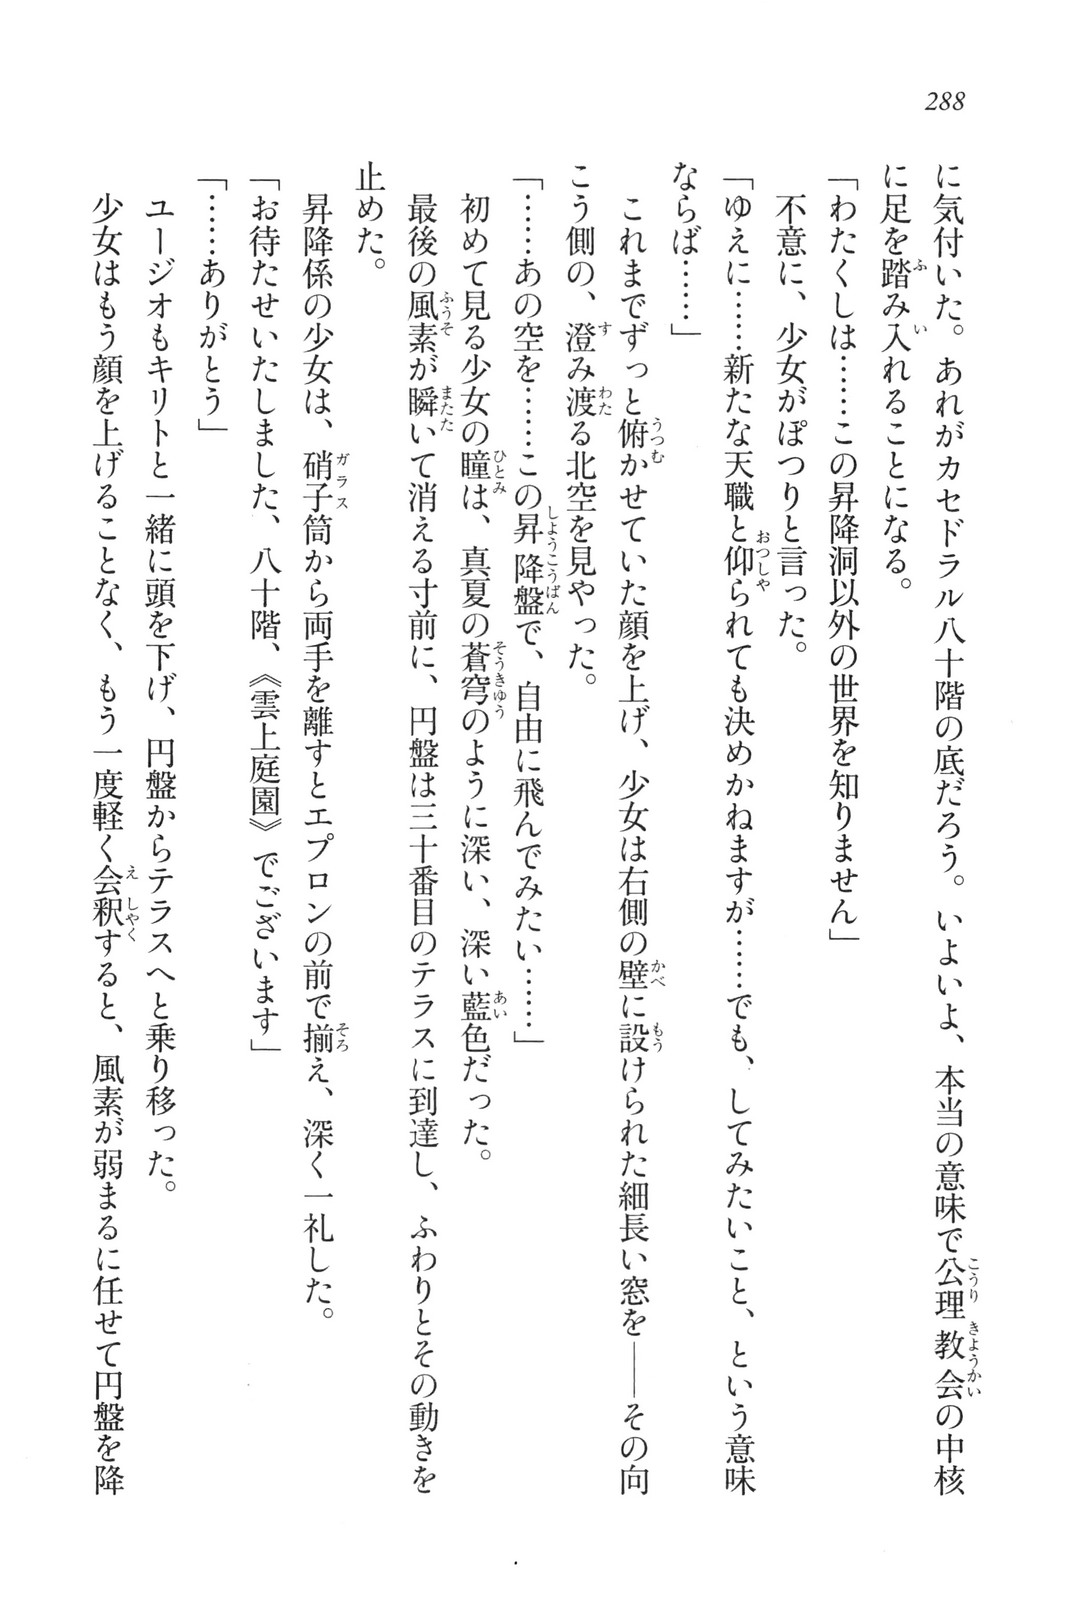 288
に気付いた。あれがカセドラル八十階の底だろう。いよいよ、本当の意味で公理教会の中核
に足を踏み入れることになる。
「わたくしは……この昇降洞以外の世界を知りません」
不意に、少女がぽつりと言った。
「ゆえに……新たな天職と仰られても決めかねますが……でも、してみたいこと、という意味
ならば……」
これまでずっと俯かせていた顔を上げ、少女は右側の壁に設けられた細長い窓を――その向
こう側の、澄み渡る北空を見やった。
「……あの空を……この昇降盤で、自由に飛んでみたい……」
初めて見る少女の瞳は、真夏の蒼穹のように深い、深い藍色だった。
最後の風素が瞬いて消える寸前に、円盤は三十番目のテラスに到達し、ふわりとその動きを
止めた。
昇降係の少女は、硝子筒から両手を離すとエプロンの前で揃え、深く一礼した。
「お待たせいたしました、八十階、《雲上庭園》でございます」
「……ありがとう」
ユージオもキリトと一緒に頭を下げ、円盤からテラスへと乗り移った。
少女はもう顔を上げることなく、もう一度軽く会釈すると、風素が弱まるに任せて円盤を降